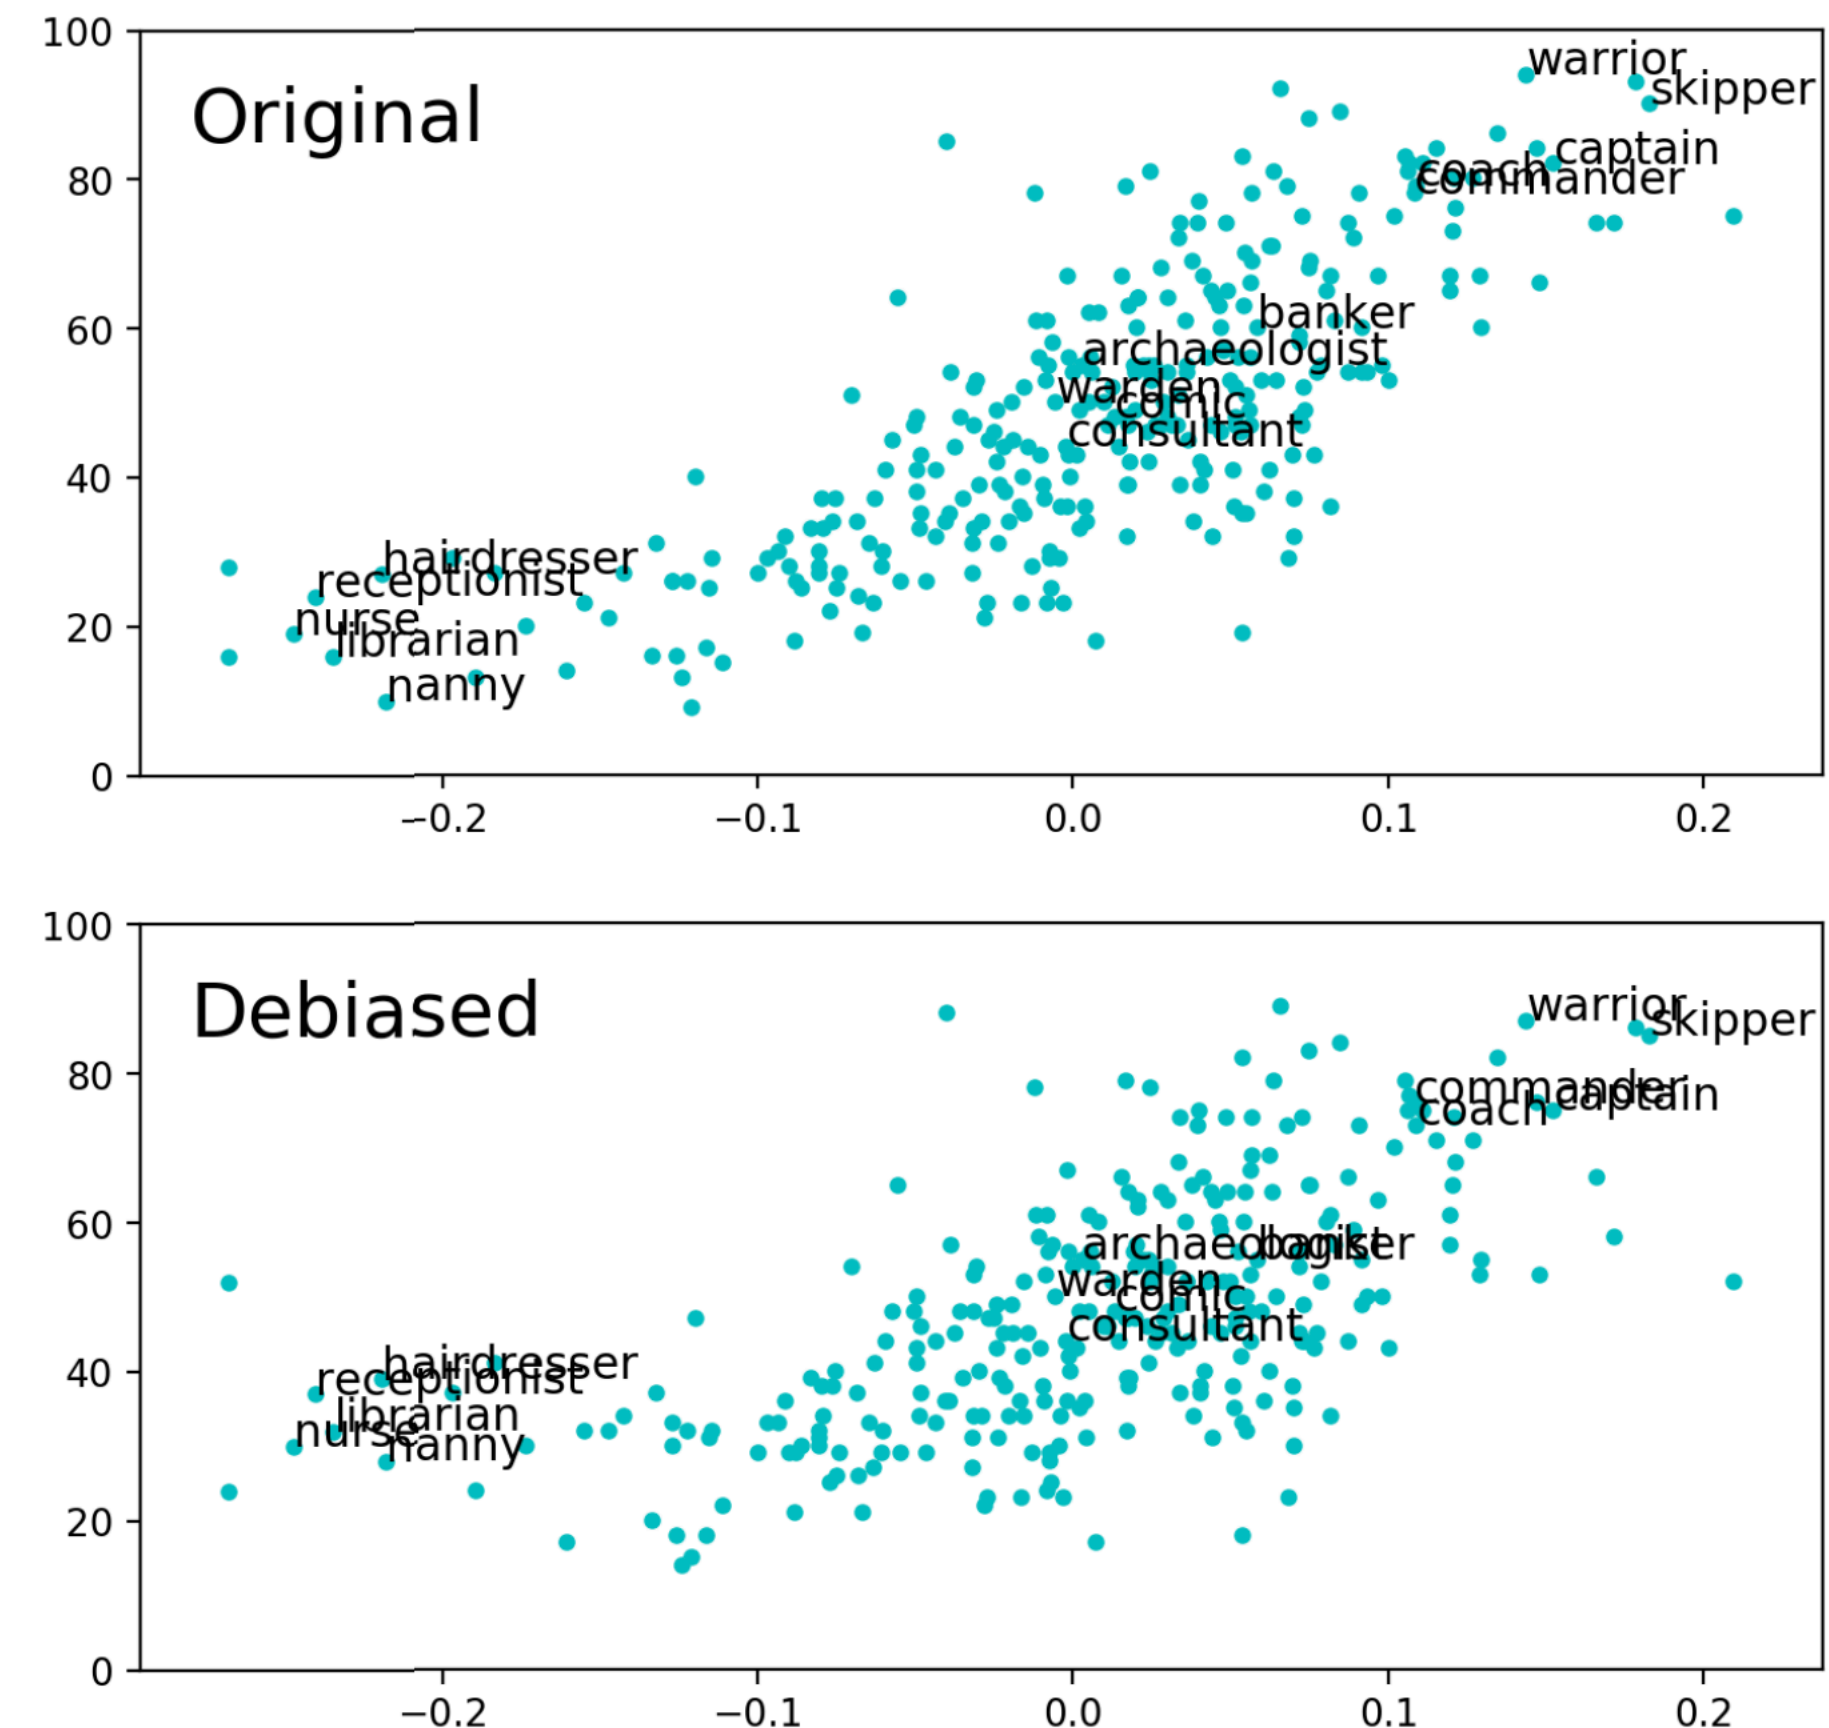 100
80
60
40
20
0
Original
warrior
skipper
captain
coach
commander
banker
archaeologist
warden
comic
consultant
hairdresser
receptionist
nurse
librarian
nanny
−0.2 −0.1 0.0 0.1 0.2
100
80
60
40
20
0
Debiased
warrior
skipper
commander
captain
coach
archaeologist
banker
warden
comic
consultant
hairdresser
receptionist
librarian
nurse
nanny
−0.2 −0.1 0.0 0.1 0.2